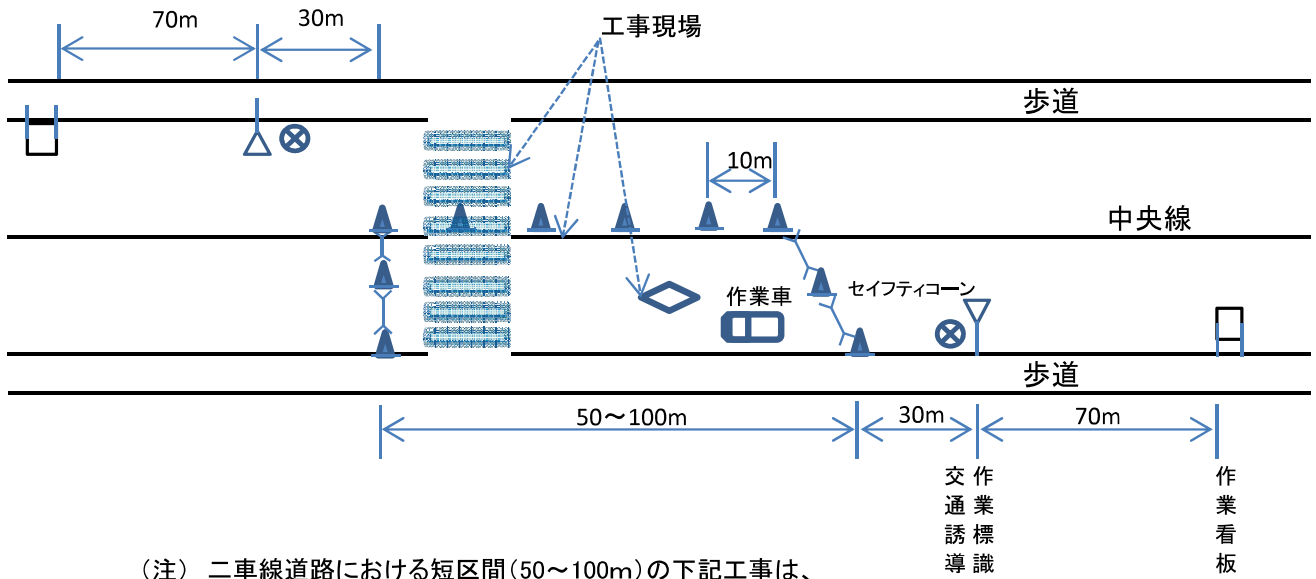 70m
30m
工事現場
歩道
10m
中央線
作業車
セイフティコーン
歩道
50～100m
30m
70m
交通誘導
作業標識
作業看板
（注） 二車線道路における短区間(50～100m)の下記工事は、